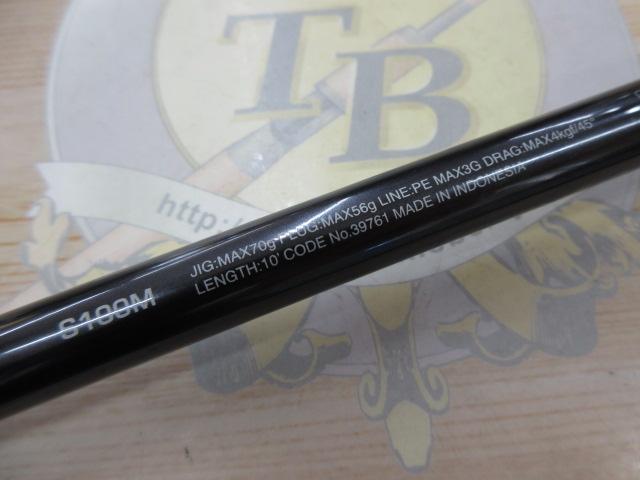 TB
http:/
S100M
JIG:MAX70g PLUG:MAX56g LINE:PE MAX3G DRAG:MAX4kgf/45°
LENGTH:10' CODE No.39761 MADE IN INDONESIA